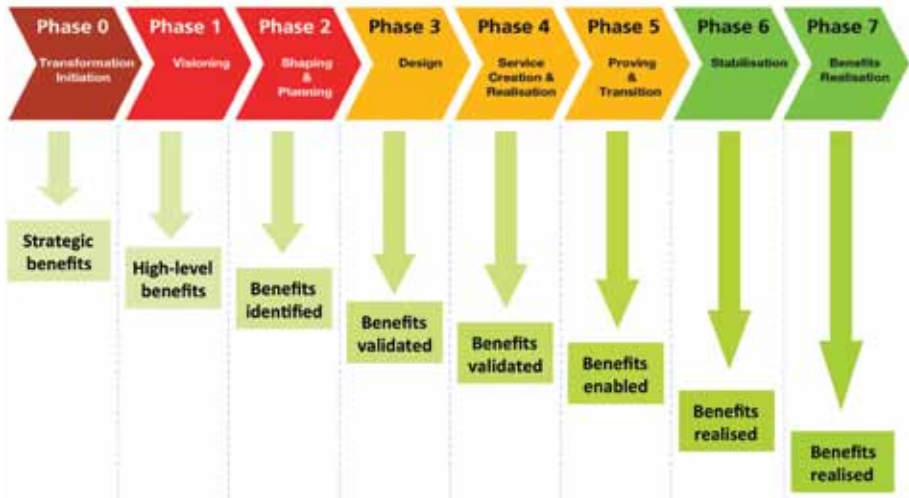 Phase 0
Transformation
Initiation
Phase 1
Visioning
Phase 2
Shaping
&
Planning
Phase 3
Design
Phase 4
Service
Creation &
Realisation
Phase 5
Proving
&
Transition
Phase 6
Stabilisation
Phase 7
Benefits
Realisation
Strategic
benefits
High-level
benefits
Benefits
identified
Benefits
validated
Benefits
validated
Benefits
enabled
Benefits
realised
Benefits
realised